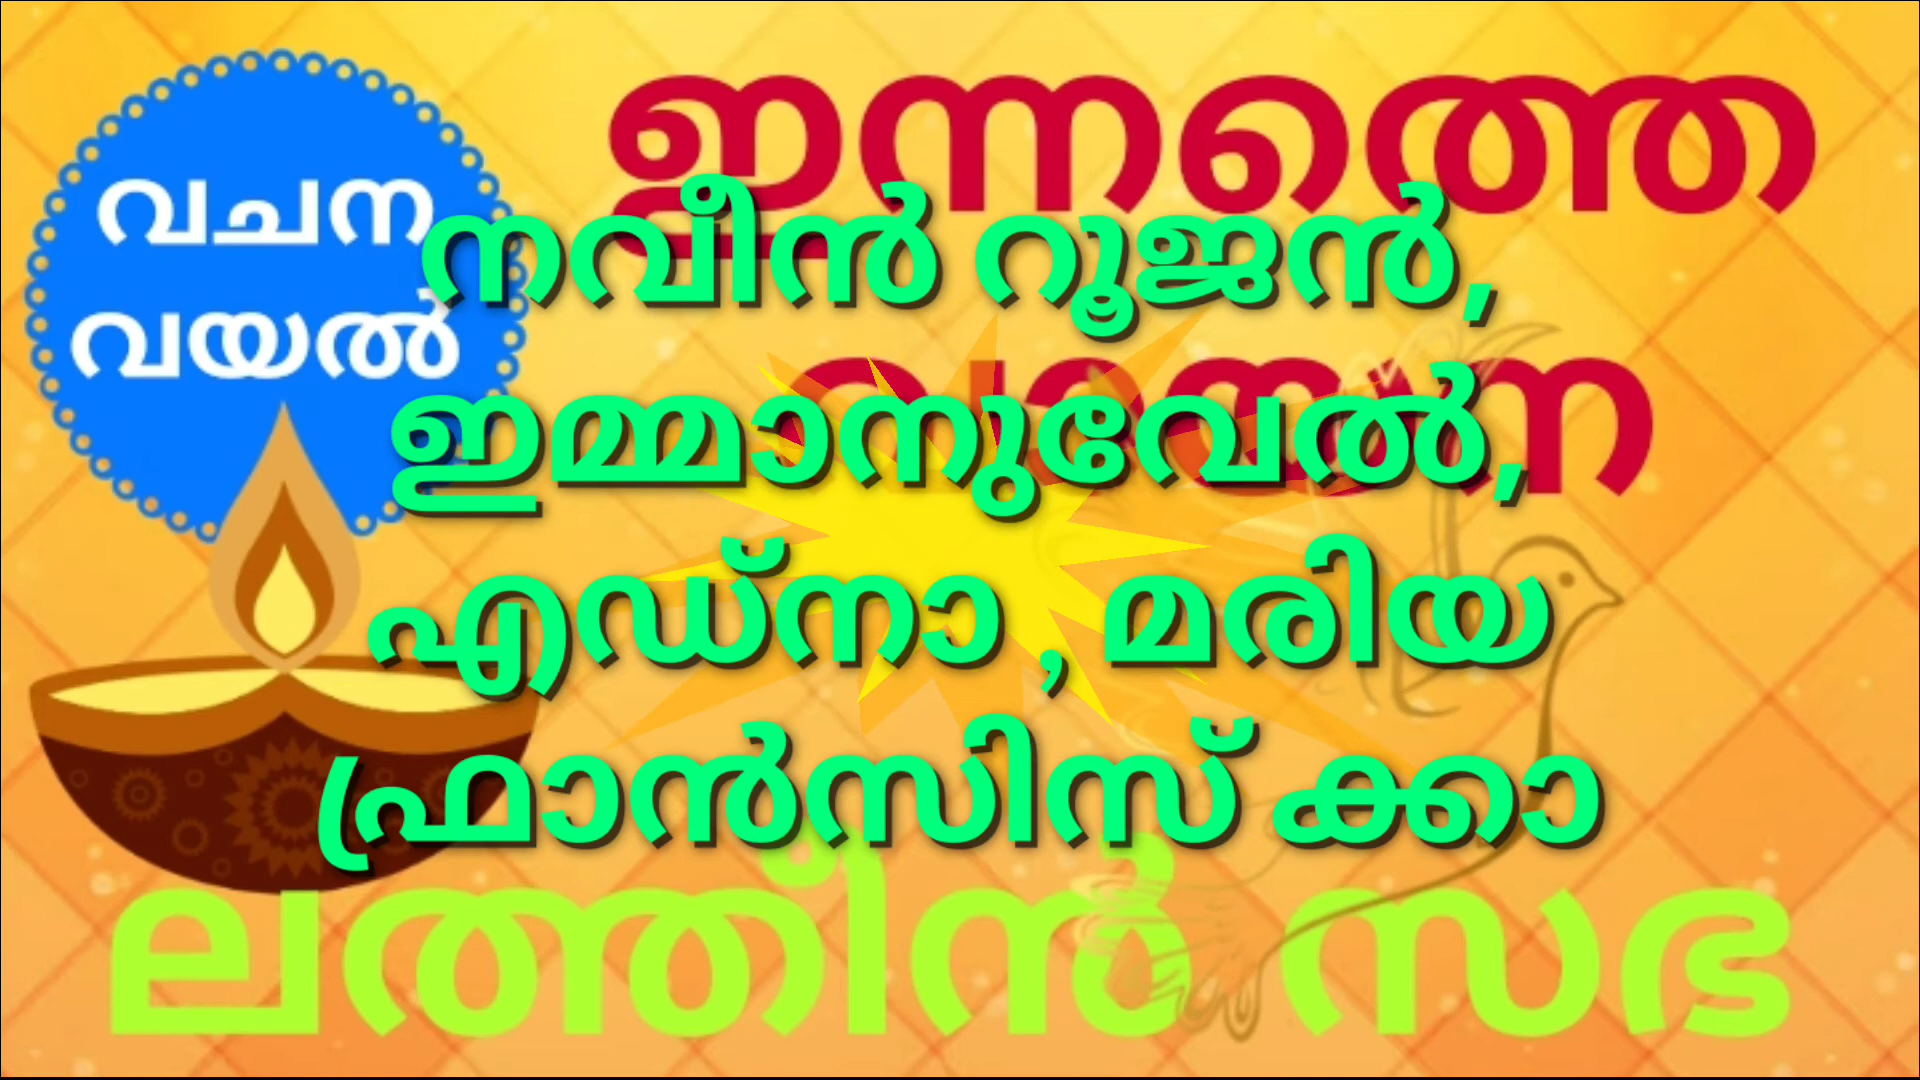 വചന
വയൽ
ഇന്നത്തെ
നവീൻ റൂജൻ,
ഇമ്മാനുവേൽ,
എഡ്നാ , മരിയ
ഫ്രാൻസിസ് ക്കാ
ലത്തീൻ സഭ